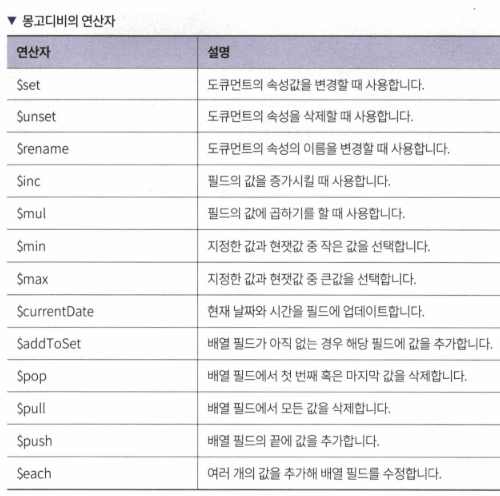 ▼ 몽고디비의 연산자
연산자 설명
$set 도큐먼트의 속성값을 변경할 때 사용합니다.
$unset 도큐먼트의 속성을 삭제할 때 사용합니다.
$rename 도큐먼트의 속성의 이름을 변경할 때 사용합니다.
$inc 필드의 값을 증가시킬 때 사용합니다.
$mul 필드의 값에 곱하기를 할 때 사용합니다.
$min 지정한 값과 현잿값 중 작은 값을 선택합니다.
$max 지정한 값과 현잿값 중 큰값을 선택합니다.
$currentDate 현재 날짜와 시간을 필드에 업데이트합니다.
$addToSet 배열 필드가 아직 없는 경우 해당 필드에 값을 추가합니다.
$pop 배열 필드에서 첫 번째 혹은 마지막 값을 삭제합니다.
$pull 배열 필드에서 모든 값을 삭제합니다.
$push 배열 필드의 끝에 값을 추가합니다.
$each 여러 개의 값을 추가해 배열 필드를 수정합니다.